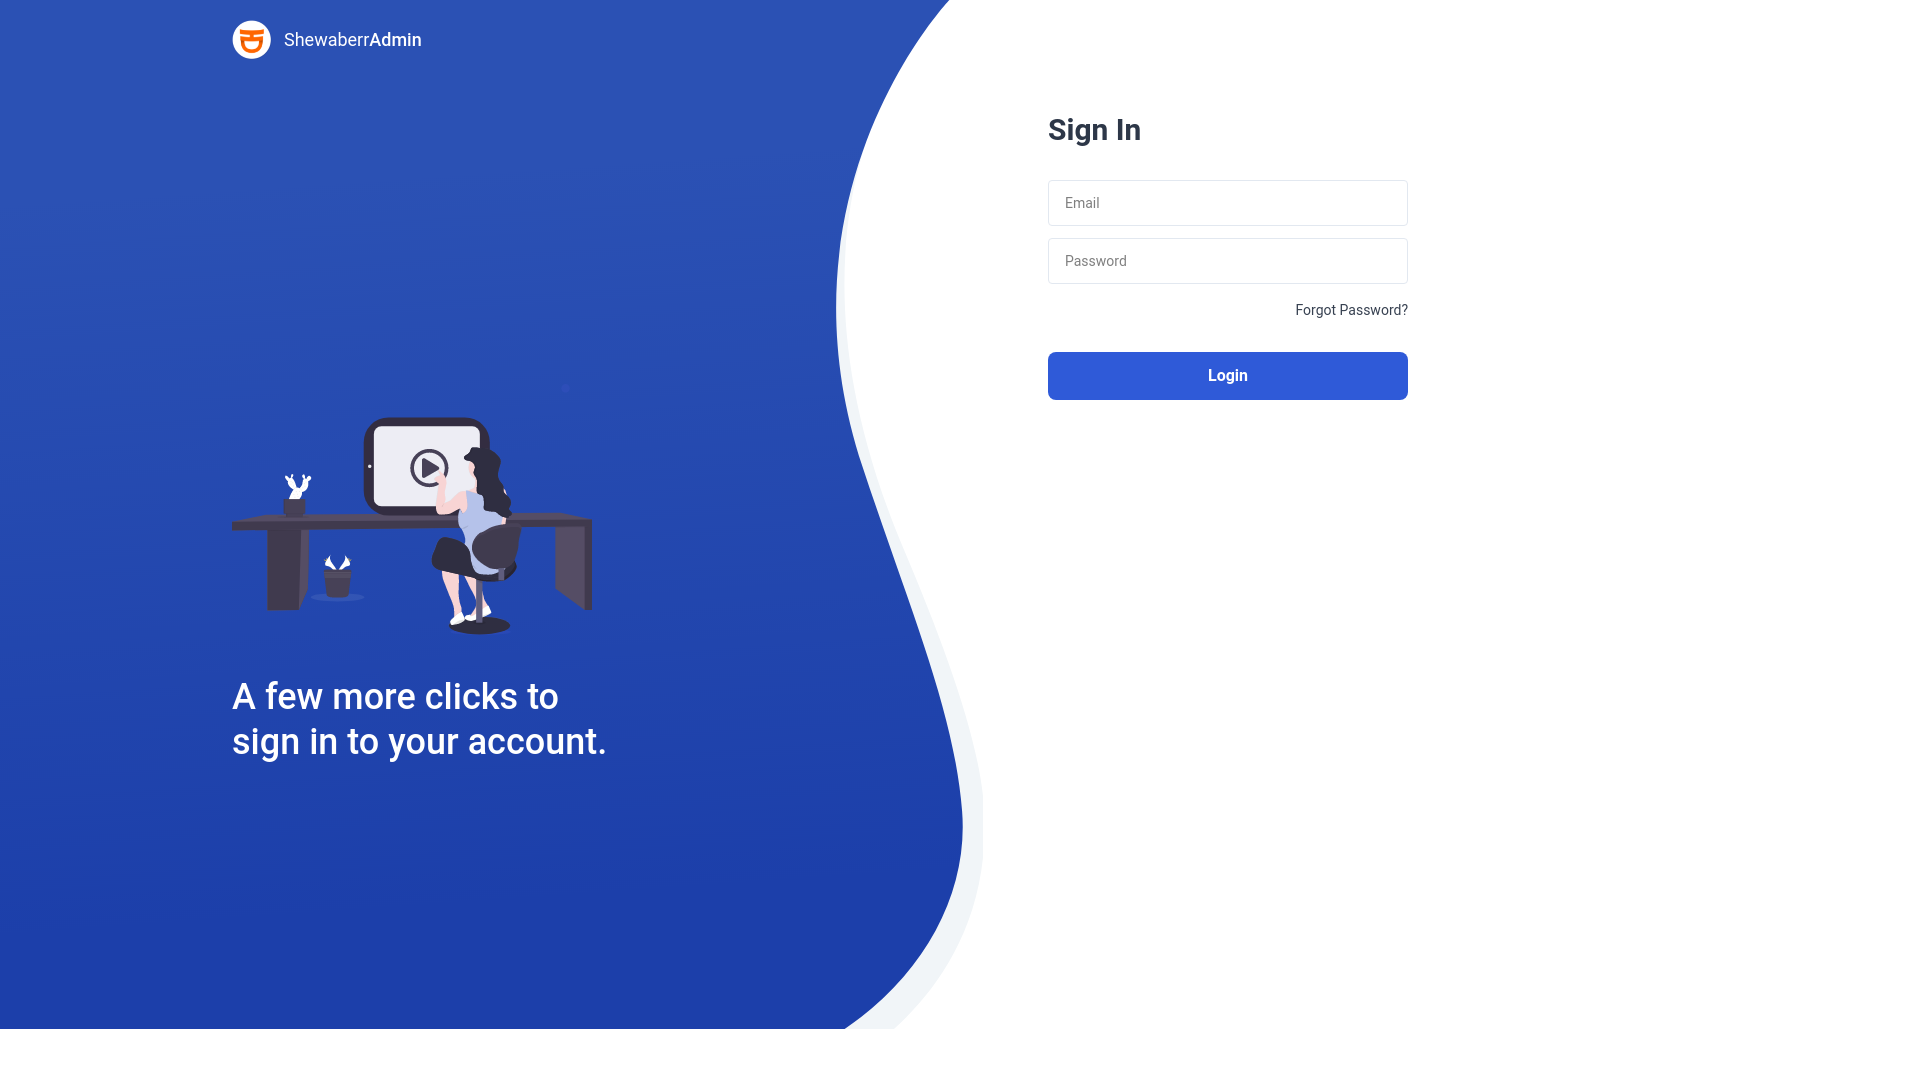 ShewaberrAdmin
Sign In
Email
Password
Forgot Password?
Login
A few more clicks to
sign in to your account.